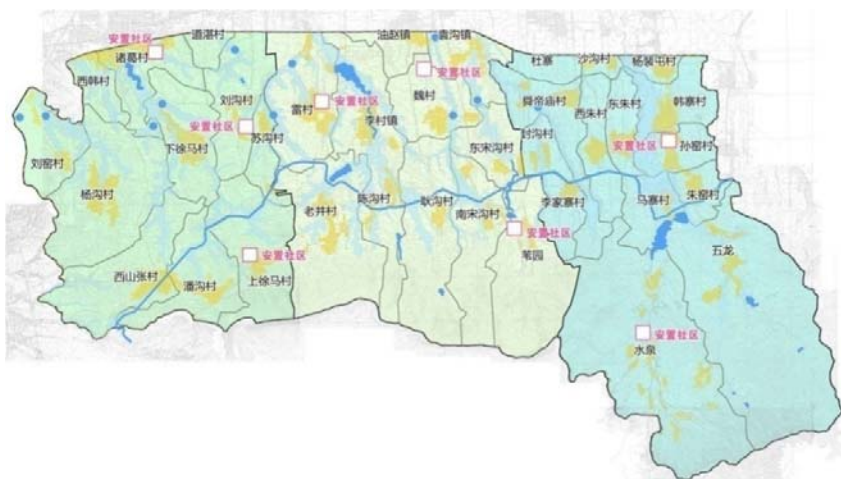 道湛村
安置社区
诸葛村
西韩村
刘沟村
安置社区
苏沟村
下徐马村
刘窑村
杨沟村
西山张村
潘沟村
安置社区
上徐马村
油赵镇
袁沟镇
安置社区
魏村
雷村
安置社区
李村镇
东宋沟村
陈沟村
老井村
耿沟村
南宋沟村
安置社区
苇园
杜寨
沙沟村
杨裴屯村
舜帝庙村
东朱村
西朱村
韩寨村
封沟村
安置社区
孙窑村
李家寨村
马寨村
朱窑村
五龙
安置社区
水泉